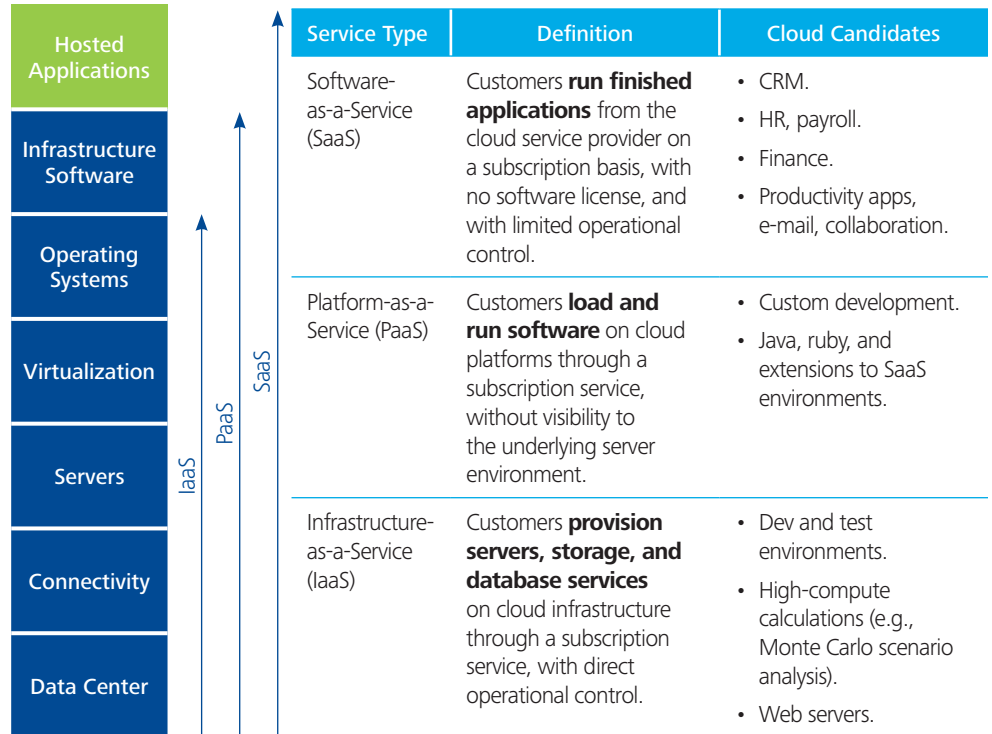 Hosted
Applications
Infrastructure
Software
Operating
Systems
Virtualization
Servers
Connectivity
Data Center
IaaS
PaaS
SaaS
Service Type
Definition
Cloud Candidates
Software-
as-a-Service
(SaaS)
Customers run finished
applications from the
cloud service provider on
a subscription basis, with
no software license, and
with limited operational
control.
• CRM.
• HR, payroll.
• Finance.
• Productivity apps,
e-mail, collaboration.
Platform-as-a-
Service (PaaS)
Customers load and
run software on cloud
platforms through a
subscription service,
without visibility to
the underlying server
environment.
• Custom development.
• Java, ruby, and
extensions to SaaS
environments.
Infrastructure-
as-a-Service
(IaaS)
Customers provision
servers, storage, and
database services
on cloud infrastructure
through a subscription
service, with direct
operational control.
• Dev and test
environments.
• High-compute
calculations (e.g.,
Monte Carlo scenario
analysis).
• Web servers.